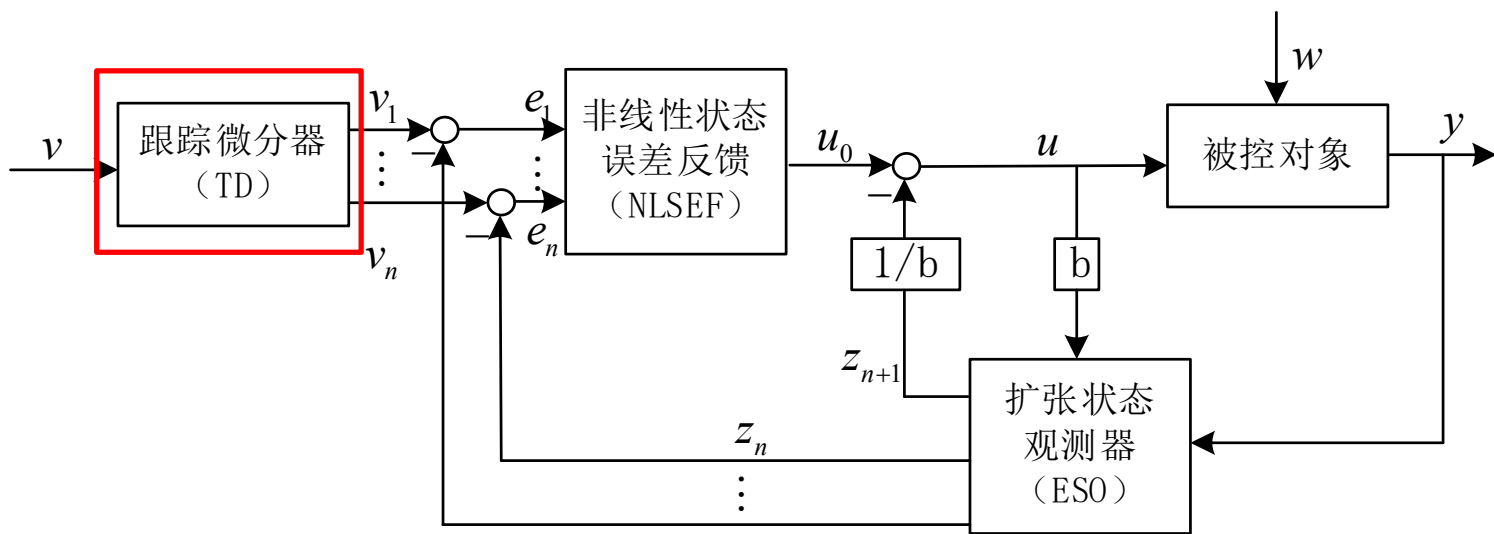 w
v
跟踪微分器
（TD）
v₁
⋮
vₙ
−
−
e₁
⋮
eₙ
非线性状态
误差反馈
（NLSEF）
u₀
−
u
被控对象
y
1/b
b
zₙ₊₁
扩张状态
观测器
（ESO）
zₙ
⋮